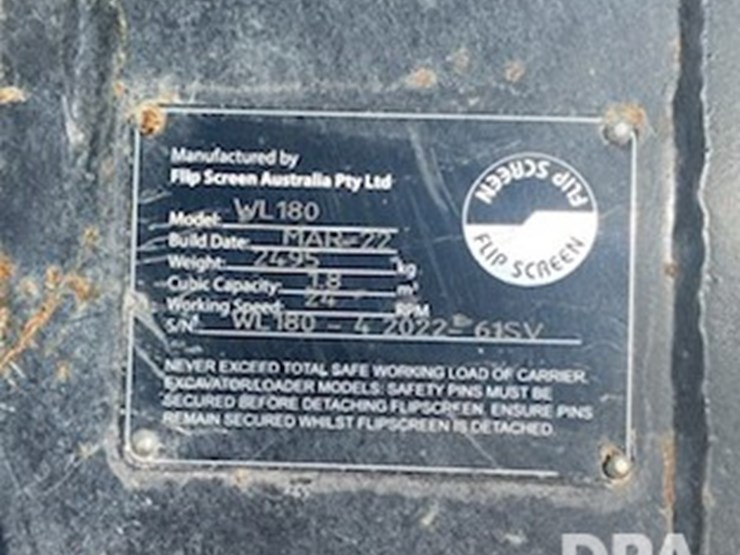 Manufactured by
Flip Screen Australia Pty Ltd
FLIP SCREEN
FLIP SCREEN
Model: WL180
Build Date: MAR-22
Weight: 2495 kg
Cubic Capacity: 1.8 m³
Working Speed: 24 RPM
S/Nº WL180 - 4 2022- 61SV
NEVER EXCEED TOTAL SAFE WORKING LOAD OF CARRIER.
EXCAVATOR/LOADER MODELS: SAFETY PINS MUST BE
SECURED BEFORE DETACHING FLIPSCREEN. ENSURE PINS
REMAIN SECURED WHILST FLIPSCREEN IS DETACHED.